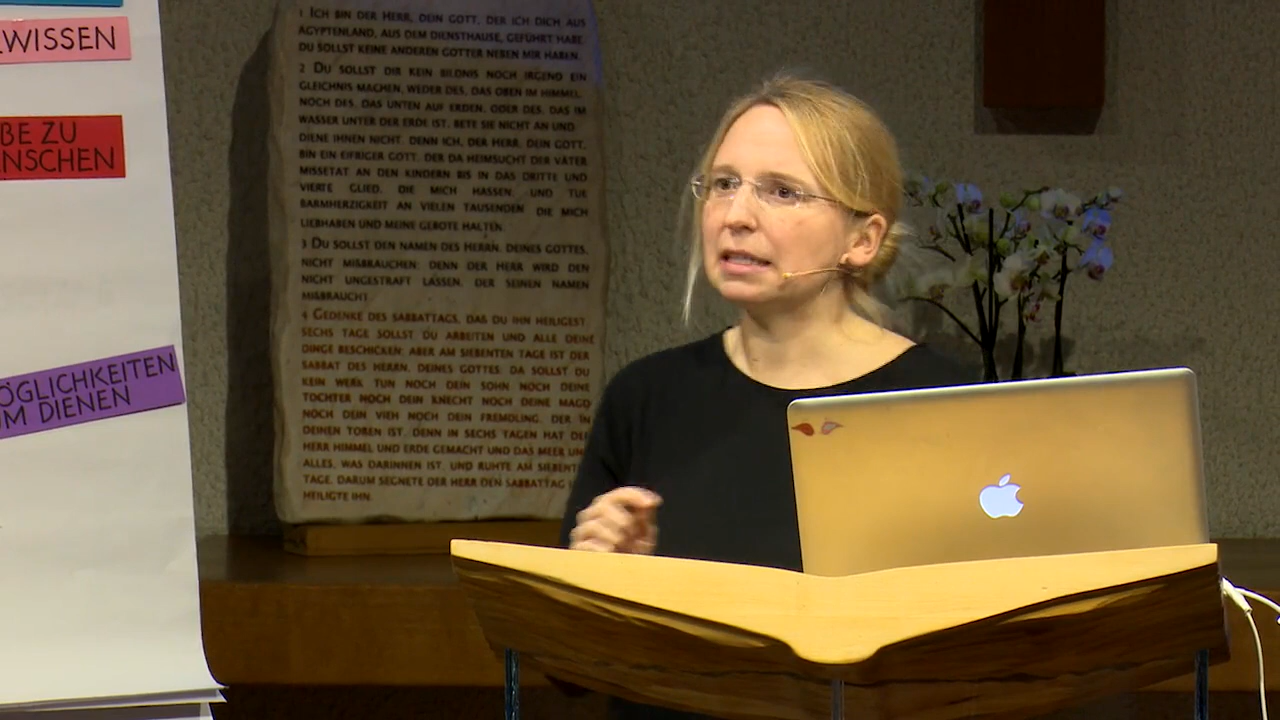 WISSEN
BE ZU
NSCHEN
ÖGLICHKEITEN
UM DIENEN
1 ICH BIN DER HERR, DEIN GOTT, DER ICH DICH AUS
ÄGYPTENLAND, AUS DEM DIENSTHAUSE, GEFÜHRT HABE.
DU SOLLST KEINE ANDEREN GÖTTER NEBEN MIR HABEN.
2 DU SOLLST DIR KEIN BILDNIS NOCH IRGEND EIN
GLEICHNIS MACHEN, WEDER DES, DAS OBEN IM HIMMEL,
NOCH DES, DAS UNTEN AUF ERDEN, ODER DES, DAS IM
WASSER UNTER DER ERDE IST. BETE SIE NICHT AN UND
DIENE IHNEN NICHT. DENN ICH, DER HERR, DEIN GOTT,
BIN EIN EIFRIGER GOTT, DER DA HEIMSUCHT DER VÄTER
MISSETAT AN DEN KINDERN BIS IN DAS DRITTE UND
VIERTE GLIED, DIE MICH HASSEN, UND TUE
BARMHERZIGKEIT AN VIELEN TAUSENDEN DIE MICH
LIEBHABEN UND MEINE GEBOTE HALTEN.
3 DU SOLLST DEN NAMEN DES HERRN, DEINES GOTTES,
NICHT MIßBRAUCHEN; DENN DER HERR WIRD DEN
NICHT UNGESTRAFT LASSEN, DER SEINEN NAMEN
MIßBRAUCHT
4 GEDENKE DES SABBATTAGS, DAß DU IHN HEILIGEST.
SECHS TAGE SOLLST DU ARBEITEN UND ALLE DEINE
DINGE BESCHICKEN; ABER AM SIEBENTEN TAGE IST DER
SABBAT DES HERRN, DEINES GOTTES; DA SOLLST DU
KEIN WERK TUN NOCH DEIN SOHN NOCH DEINE
TOCHTER NOCH DEIN KNECHT NOCH DEINE MAGD
NOCH DEIN VIEH NOCH DEIN FREMDLING, DER IN
DEINEN TOREN IST. DENN IN SECHS TAGEN HAT DER
HERR HIMMEL UND ERDE GEMACHT UND DAS MEER UN
ALLES, WAS DARINNEN IST, UND RUHTE AM SIEBENT
TAGE. DARUM SEGNETE DER HERR DEN SABBATTAG U
HEILIGTE IHN.